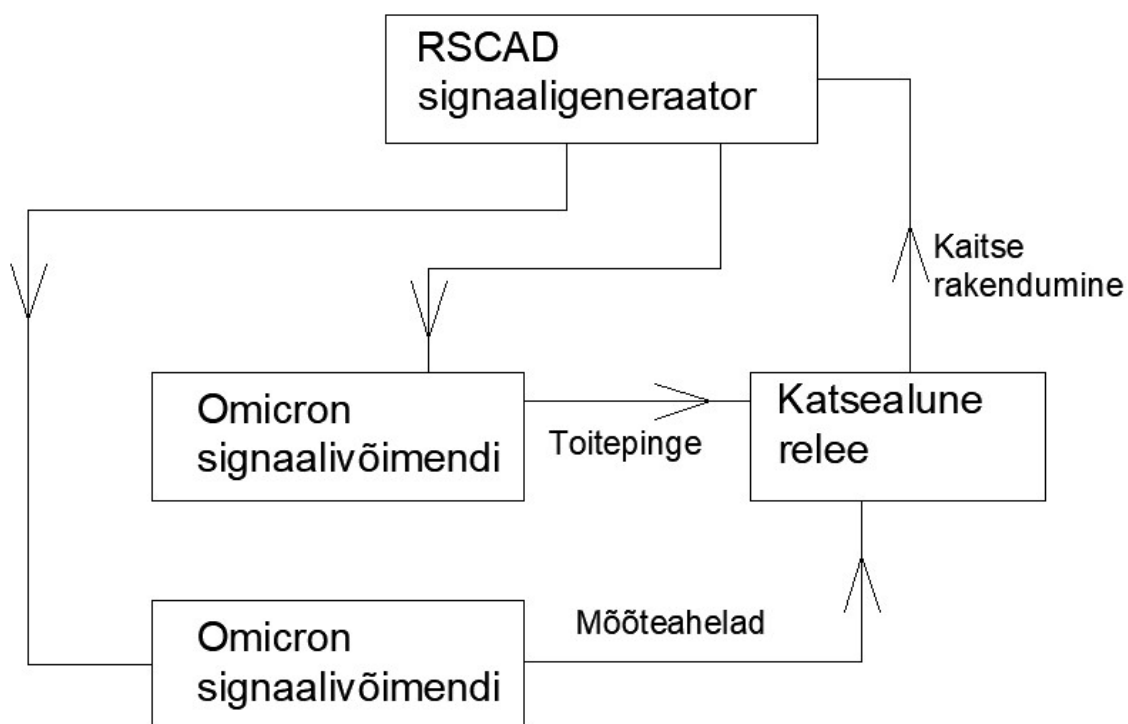 RSCAD
signaaligeneraator
Kaitse
rakendumine
Omicron
signaalivõimendi
Toitepinge
Katsealune
relee
Omicron
signaalivõimendi
Mõõteahelad